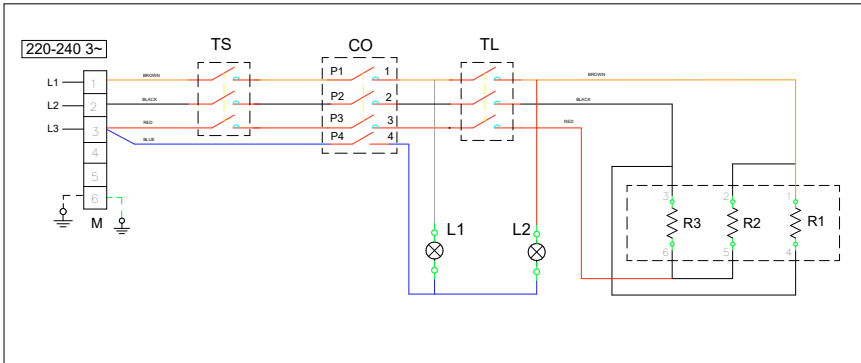 220-240 3~
TS
CO
TL
L1
1
BROWN
P1
1
BROWN
L2
2
BLACK
P2
2
BLACK
L3
3
RED
P3
3
RED
4
BLUE
P4
4
5
6
M
3
2
1
R3
R2
R1
6
5
4
L1
L2